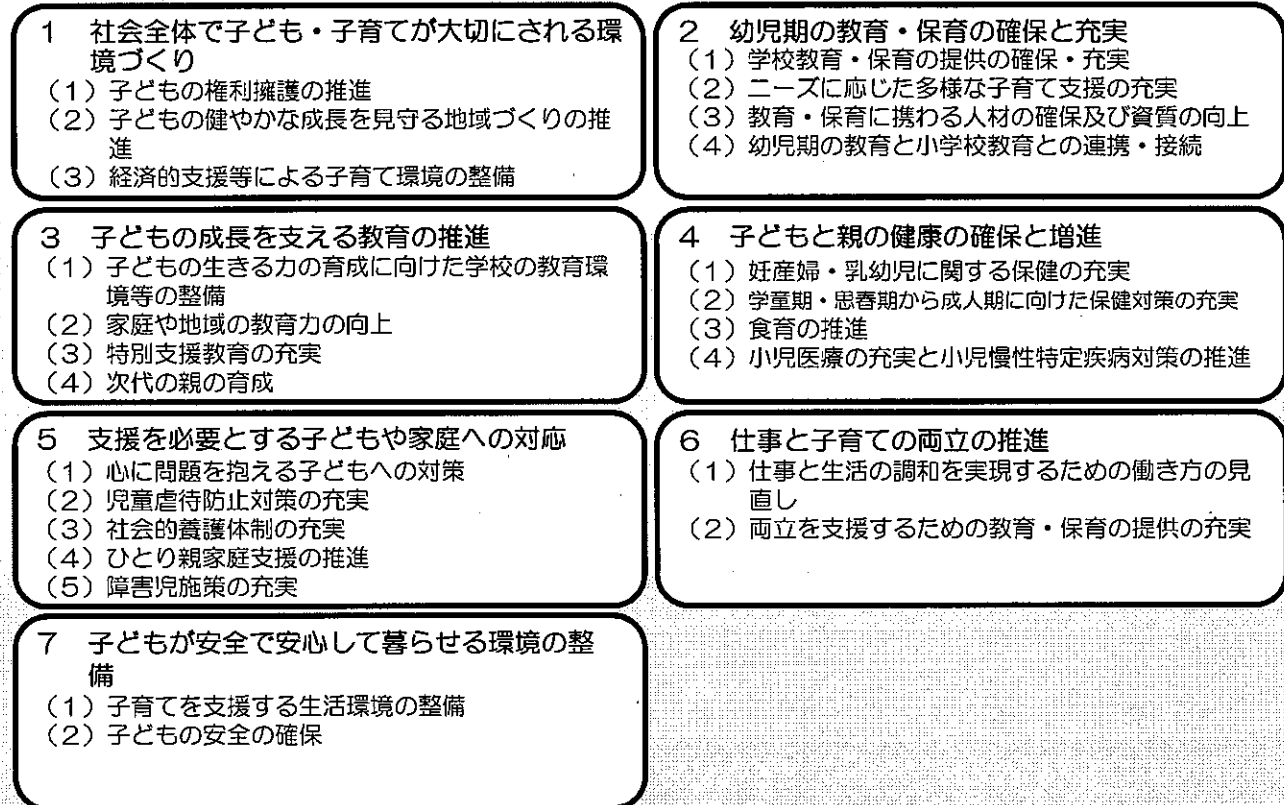 1　社会全体で子ども・子育てが大切にされる環
境づくり
（1）子どもの権利擁護の推進
（2）子どもの健やかな成長を見守る地域づくりの推
進
（3）経済的支援等による子育て環境の整備
2　幼児期の教育・保育の確保と充実
（1）学校教育・保育の提供の確保・充実
（2）ニーズに応じた多様な子育て支援の充実
（3）教育・保育に携わる人材の確保及び資質の向上
（4）幼児期の教育と小学校教育との連携・接続
3　子どもの成長を支える教育の推進
（1）子どもの生きる力の育成に向けた学校の教育環
境等の整備
（2）家庭や地域の教育力の向上
（3）特別支援教育の充実
（4）次代の親の育成
4　子どもと親の健康の確保と増進
（1）妊産婦・乳幼児に関する保健の充実
（2）学童期・思春期から成人期に向けた保健対策の充実
（3）食育の推進
（4）小児医療の充実と小児慢性特定疾病対策の推進
5　支援を必要とする子どもや家庭への対応
（1）心に問題を抱える子どもへの対策
（2）児童虐待防止対策の充実
（3）社会的養護体制の充実
（4）ひとり親家庭支援の推進
（5）障害児施策の充実
6　仕事と子育ての両立の推進
（1）仕事と生活の調和を実現するための働き方の見
直し
（2）両立を支援するための教育・保育の提供の充実
7　子どもが安全で安心して暮らせる環境の整
備
（1）子育てを支援する生活環境の整備
（2）子どもの安全の確保